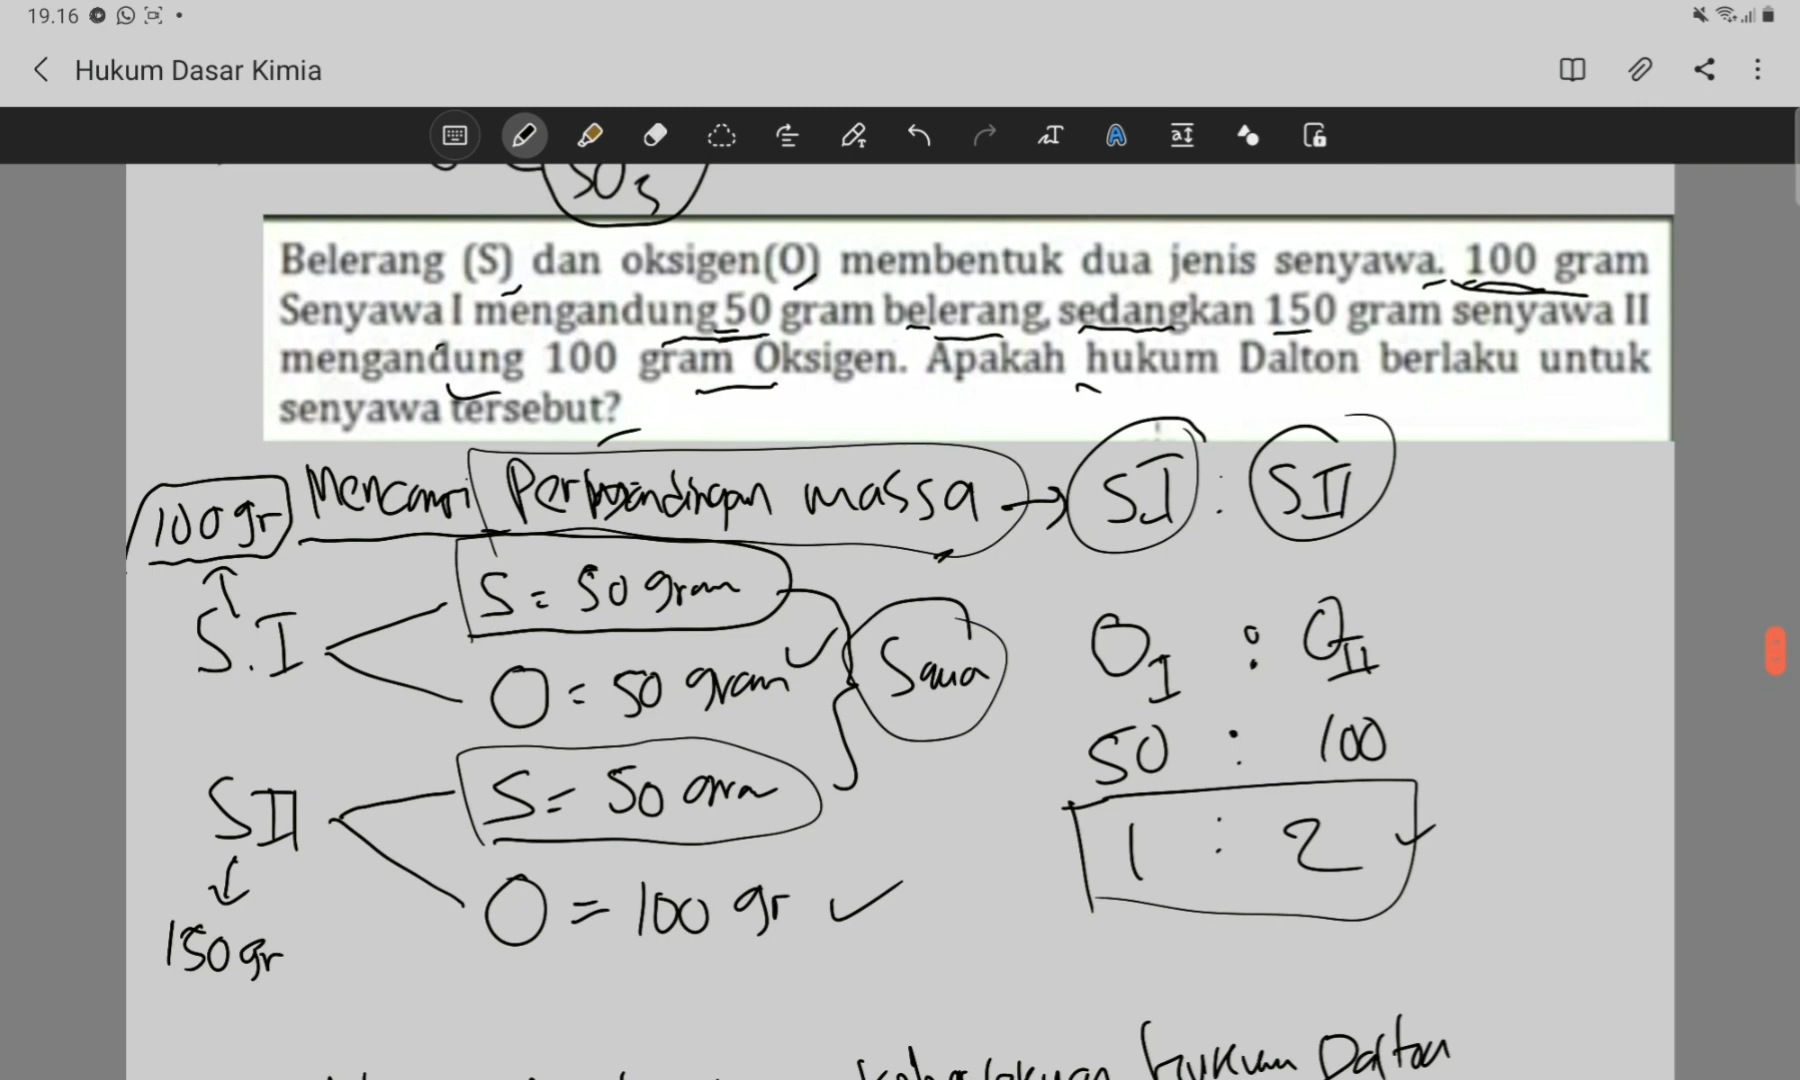 19.16
Hukum Dasar Kimia
SO3
Belerang (S) dan oksigen(O) membentuk dua jenis senyawa. 100 gram
Senyawa I mengandung 50 gram belerang, sedangkan 150 gram senyawa II
mengandung 100 gram Oksigen. Apakah hukum Dalton berlaku untuk
senyawa tersebut?
100 gr Mencari Perbandingan massa → SI : SII
S.I
S = 50 gram
O = 50 gram
Sama
OI : OII
50 : 100
1 : 2
SII
S = 50 gram
O = 100 gr
150 gr
Hukum Dalton